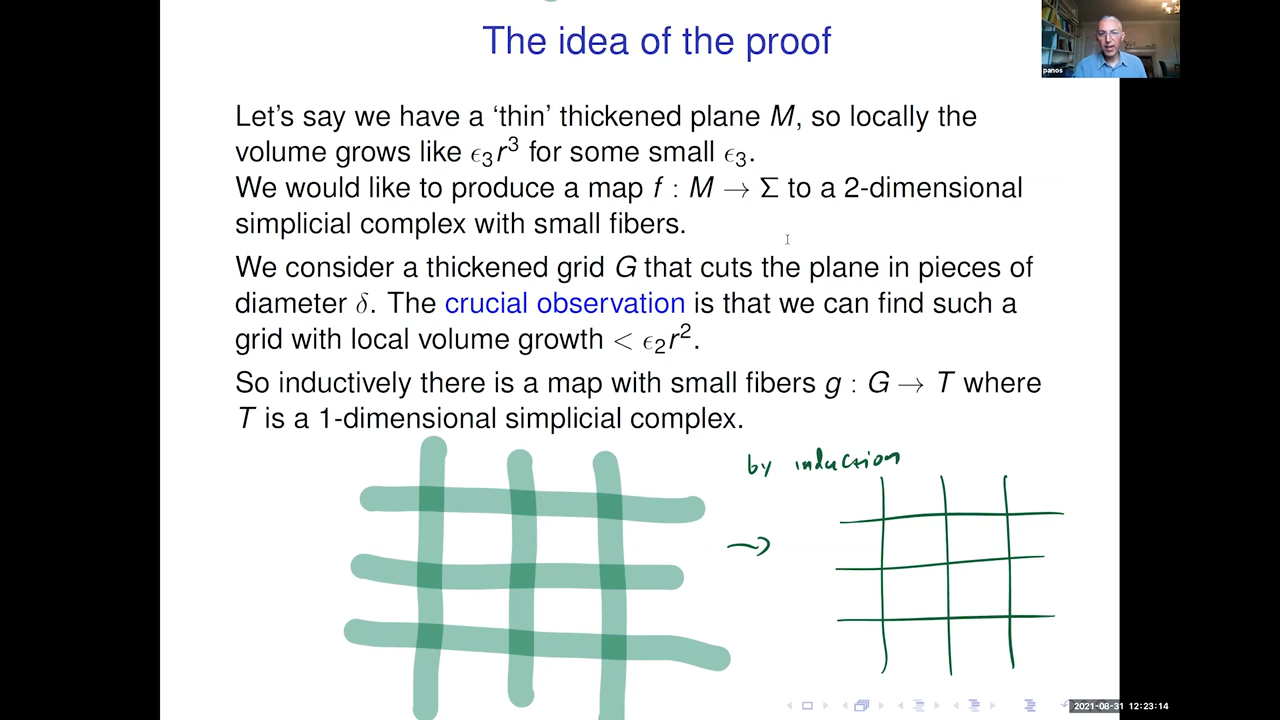 The idea of the proof
panos
Let's say we have a ‘thin’ thickened plane M, so locally the
volume grows like ϵ₃r³ for some small ϵ₃.
We would like to produce a map f : M → Σ to a 2-dimensional
simplicial complex with small fibers.
We consider a thickened grid G that cuts the plane in pieces of
diameter δ. The crucial observation is that we can find such a
grid with local volume growth < ϵ₂r².
So inductively there is a map with small fibers g : G → T where
T is a 1-dimensional simplicial complex.
by induction
→
2021-08-31 12:23:14